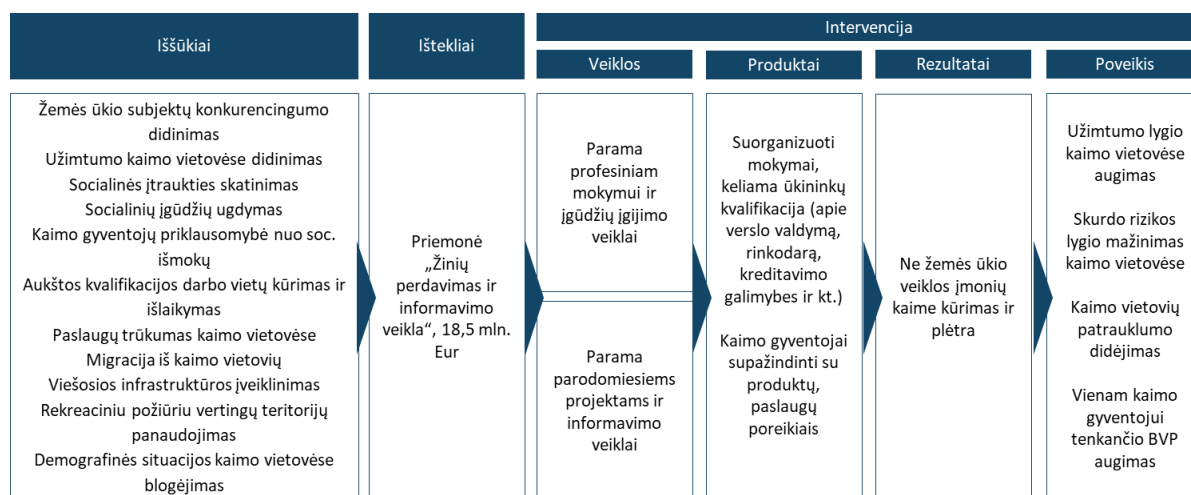 Iššūkiai
Ištekliai
Intervencija
Veiklos
Produktai
Rezultatai
Poveikis
Žemės ūkio subjektų konkurencingumo
didinimas
Užimtumo kaimo vietovėse didinimas
Socialinės įtraukties skatinimas
Socialinių įgūdžių ugdymas
Kaimo gyventojų priklausomybė nuo soc.
išmokų
Aukštos kvalifikacijos darbo vietų kūrimas ir
išlaikymas
Paslaugų trūkumas kaimo vietovėse
Migracija iš kaimo vietovių
Viešosios infrastruktūros įveiklinimas
Rekreaciniu požiūriu vertingų teritorijų
panaudojimas
Demografinės situacijos kaimo vietovėse
blogėjimas
Priemonė
„Žinių
perdavimas ir
informavimo
veikla“, 18,5 mln.
Eur
Parama
profesiniam
mokymui ir
įgūdžių įgijimo
veiklai
Parama
parodomiesiems
projektams ir
informavimo
veiklai
Suorganizuoti
mokymai,
keliama ūkininkų
kvalifikacija (apie
verslo valdymą,
rinkodarą,
kreditavimo
galimybes ir kt.)
Kaimo gyventojai
supažindinti su
produktų,
paslaugų
poreikiais
Ne žemės ūkio
veiklos įmonių
kaime kūrimas ir
plėtra
Užimtumo lygio
kaimo vietovėse
augimas
Skurdo rizikos
lygio mažinimas
kaimo vietovėse
Kaimo vietovių
patrauklumo
didėjimas
Vienam kaimo
gyventojui
tenkančio BVP
augimas